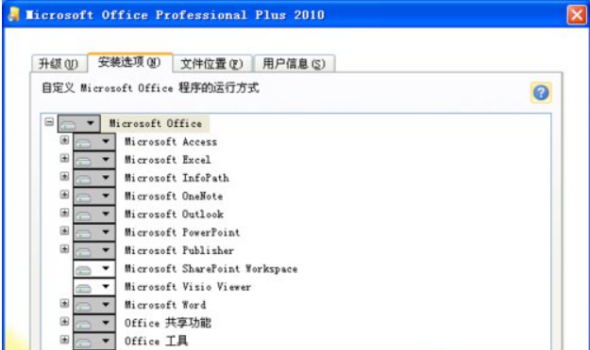 Microsoft Office Professional Plus 2010
升级(U) 安装选项(N) 文件位置(F) 用户信息(S)
自定义 Microsoft Office 程序的运行方式
Microsoft Office
Microsoft Access
Microsoft Excel
Microsoft InfoPath
Microsoft OneNote
Microsoft Outlook
Microsoft PowerPoint
Microsoft Publisher
Microsoft SharePoint Workspace
Microsoft Visio Viewer
Microsoft Word
Office 共享功能
Office 工具